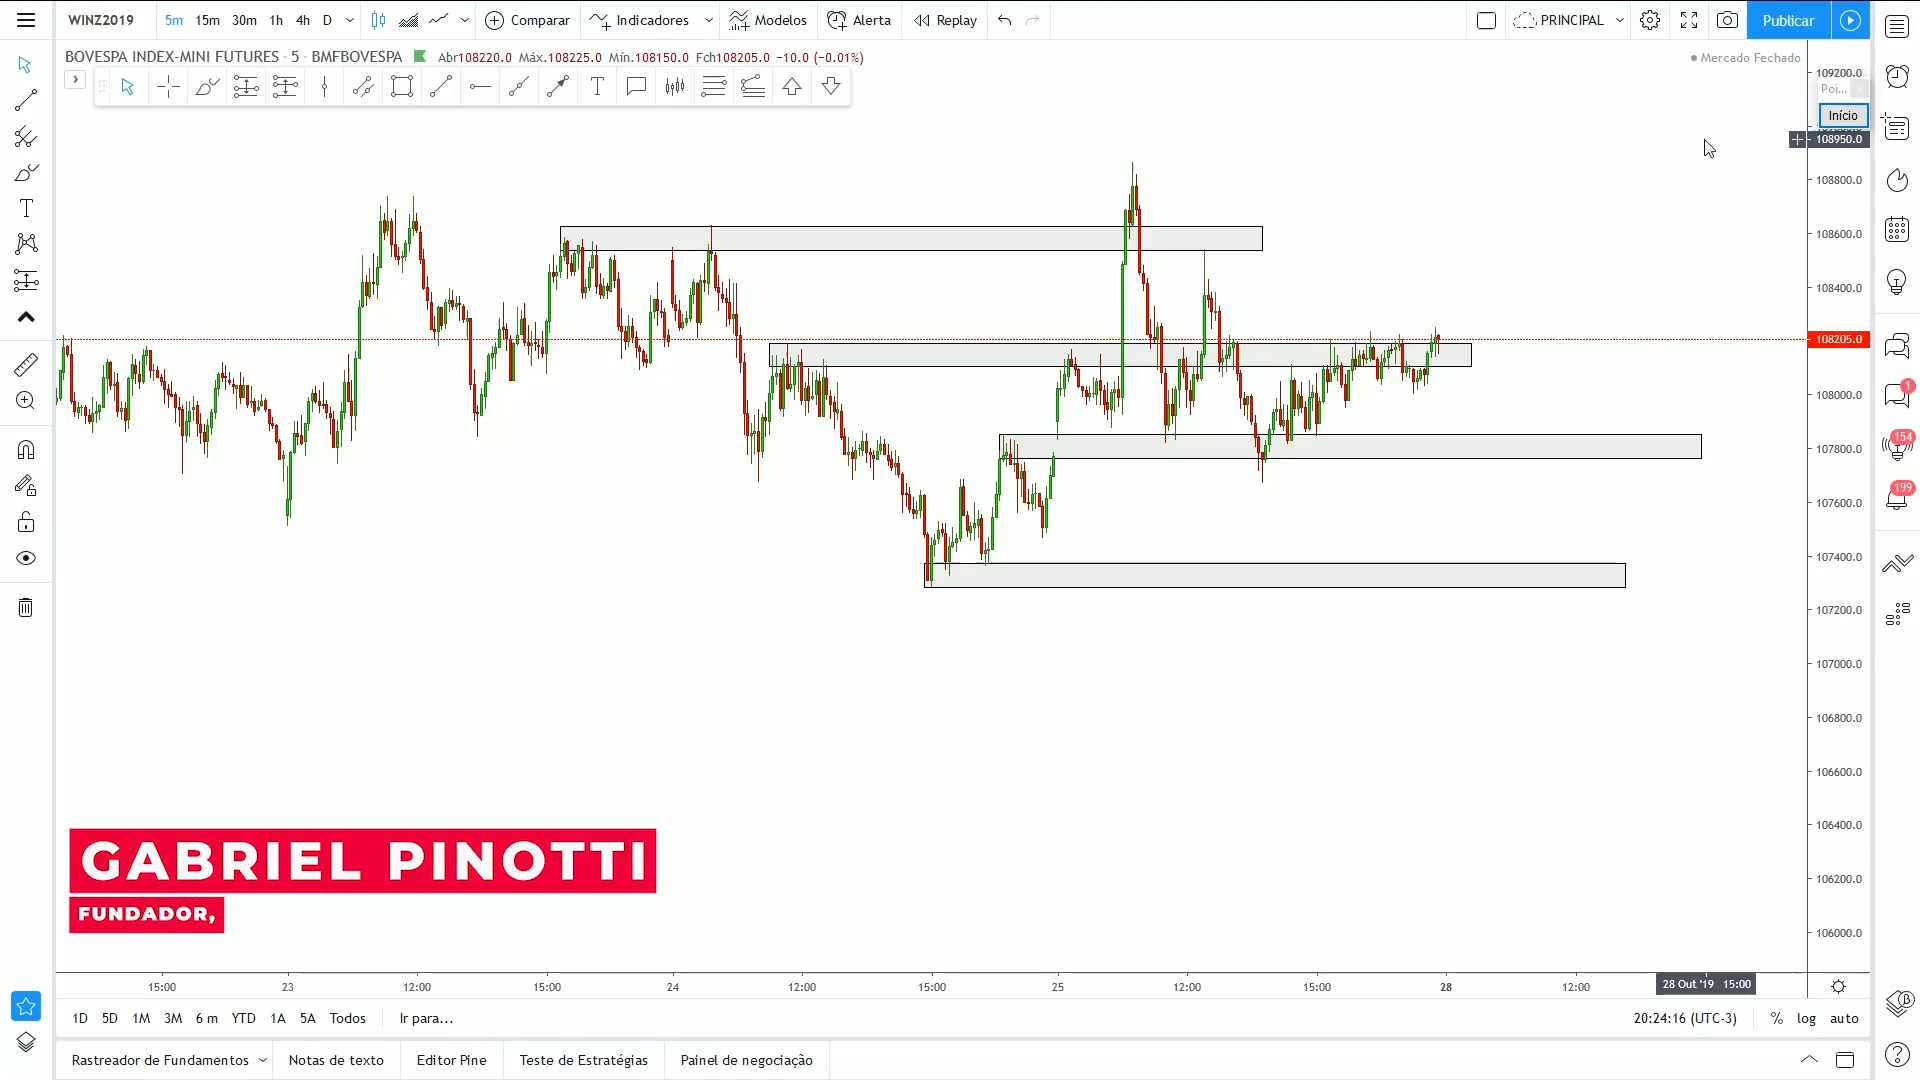 WINZ2019 5m 15m 30m 1h 4h D Comparar Indicadores Modelos Alerta Replay PRINCIPAL Publicar
BOVESPA INDEX-MINI FUTURES · 5 · BMFBOVESPA Abr108220.0 Máx.108225.0 Mín.108150.0 Fch108205.0 −10.0 (−0.01%)
Mercado Fechado
109200.0
Poi...
Início
108950.0
108800.0
108600.0
108400.0
108205.0
108000.0
107800.0
107600.0
107400.0
107200.0
107000.0
106800.0
106600.0
106400.0
106200.0
106000.0
1
154
199
GABRIEL PINOTTI
FUNDADOR,
15:00 23 12:00 15:00 24 12:00 15:00 25 12:00 15:00 28 12:00 28 Out '19 15:00
1D 5D 1M 3M 6 m YTD 1A 5A Todos Ir para... 20:24:16 (UTC-3) % log auto
Rastreador de Fundamentos Notas de texto Editor Pine Teste de Estratégias Painel de negociação